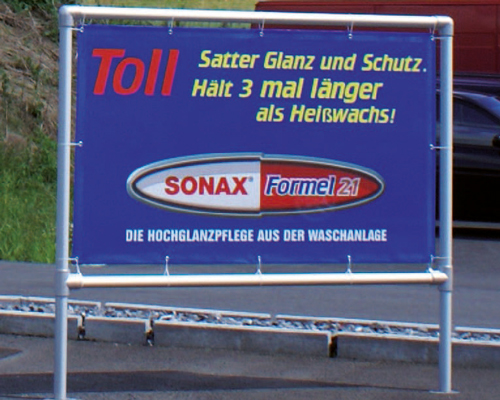 Toll
Satter Glanz und Schutz.
Hält 3 mal länger
als Heißwachs!
SONAX® Formel 21
DIE HOCHGLANZPFLEGE AUS DER WASCHANLAGE